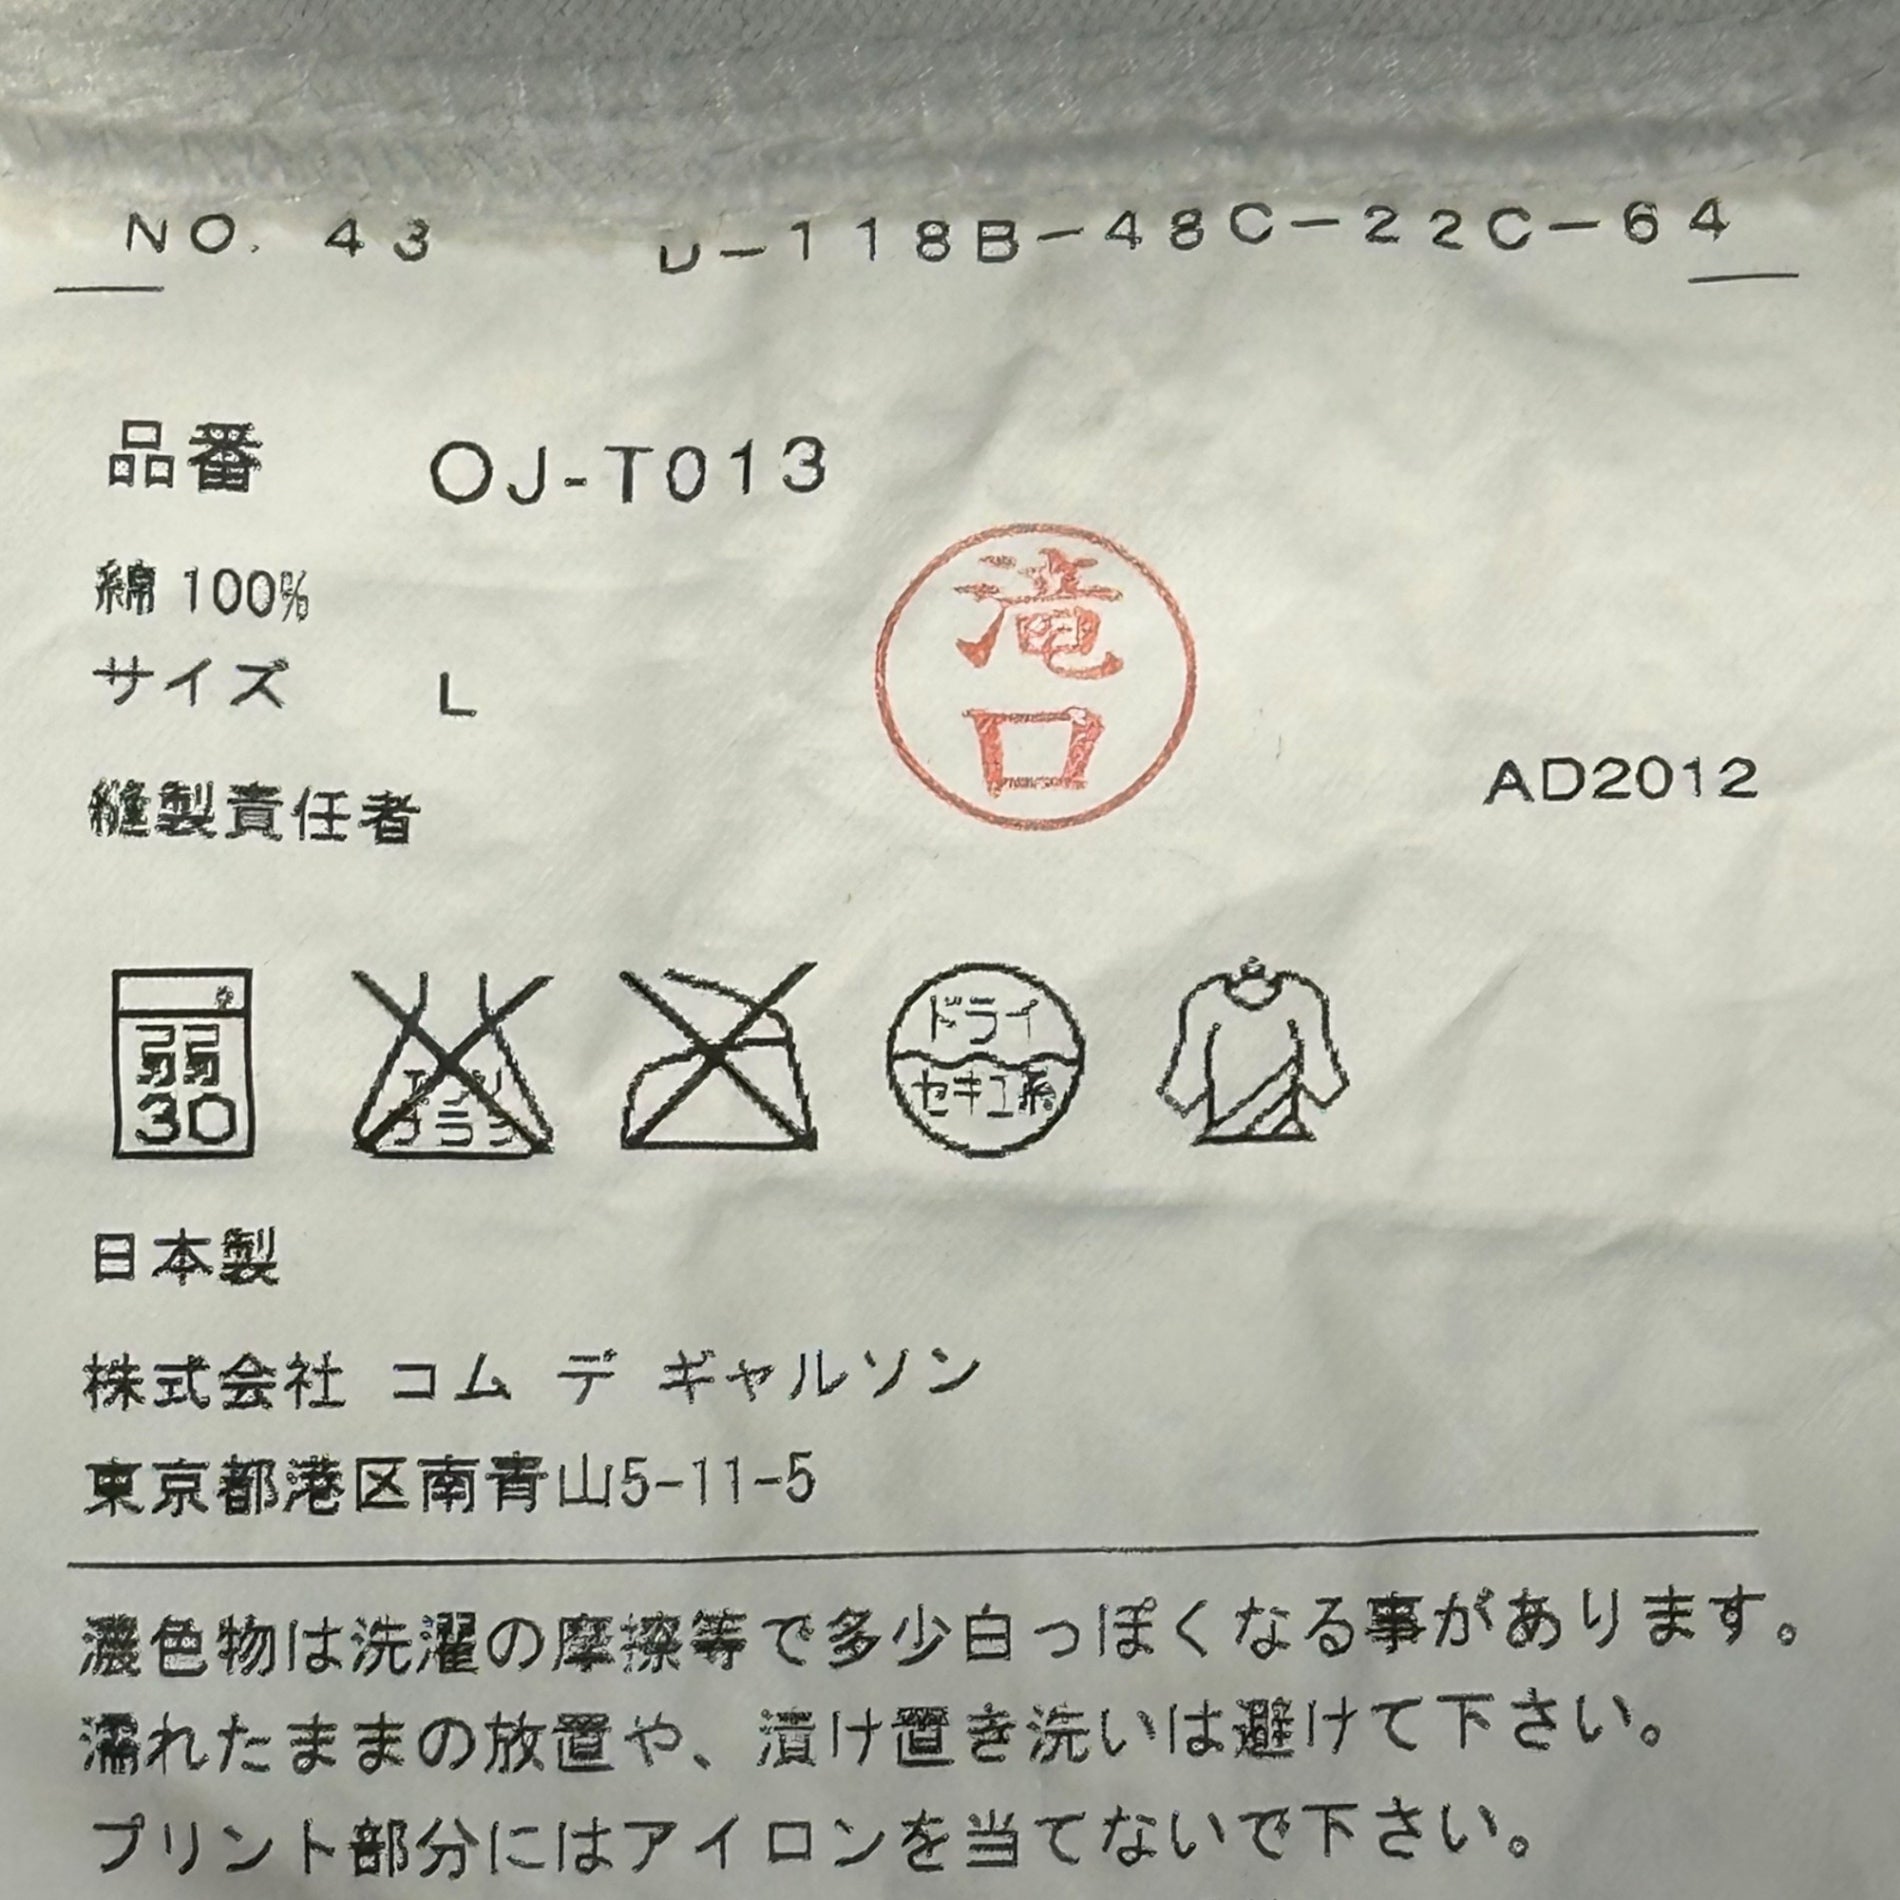 NO. 43 D-118B-48C-22C-64
品番 OJ-T013
綿 100%
サイズ L
滝口
縫製責任者
AD2012
弱
30
エンソ
サラシ
ドライ
セキユ系
日本製
株式会社 コム デ ギャルソン
東京都港区南青山5-11-5
濃色物は洗濯の摩擦等で多少白っぽくなる事があります。
濡れたままの放置や、漬け置き洗いは避けて下さい。
プリント部分にはアイロンを当てないで下さい。